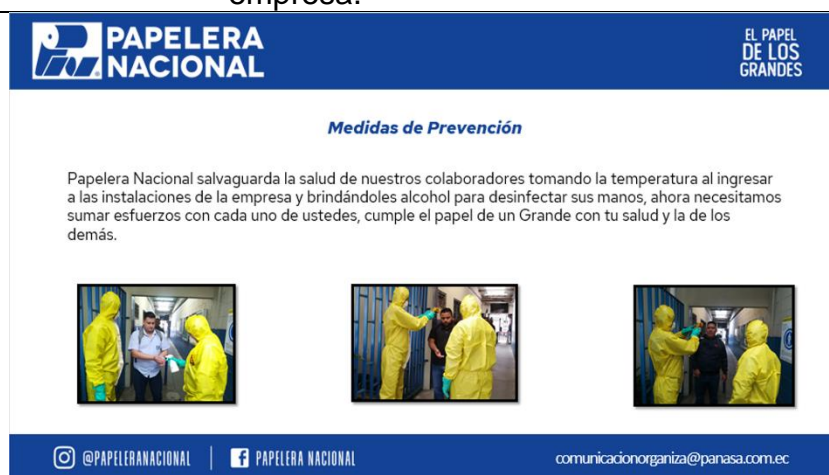 empresa.
PAPELERA
NACIONAL
EL PAPEL
DE LOS
GRANDES
Medidas de Prevención
Papelera Nacional salvaguarda la salud de nuestros colaboradores tomando la temperatura al ingresar
a las instalaciones de la empresa y brindándoles alcohol para desinfectar sus manos, ahora necesitamos
sumar esfuerzos con cada uno de ustedes, cumple el papel de un Grande con tu salud y la de los
demás.
@PAPELERANACIONAL | PAPELERA NACIONAL
comunicacionorganiza@panasa.com.ec